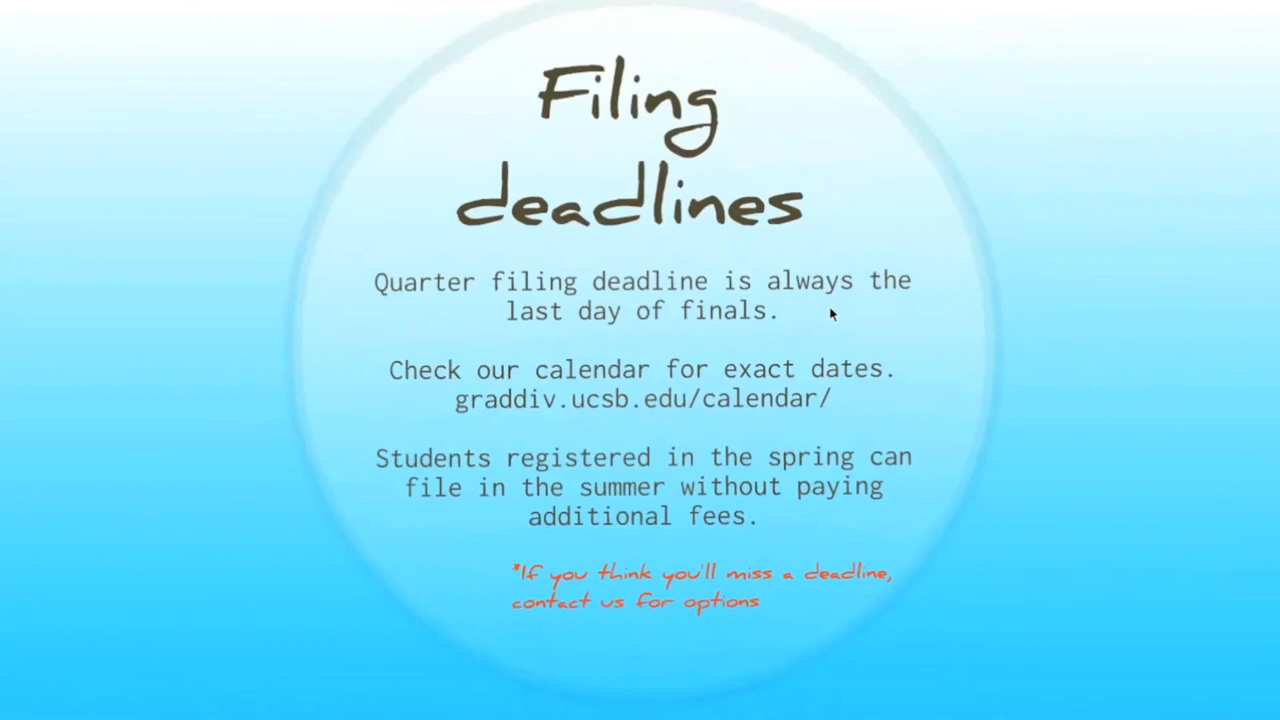 Filing
deadlines
Quarter filing deadline is always the
last day of finals.
Check our calendar for exact dates.
graddiv.ucsb.edu/calendar/
Students registered in the spring can
file in the summer without paying
additional fees.
*If you think you'll miss a deadline,
contact us for options